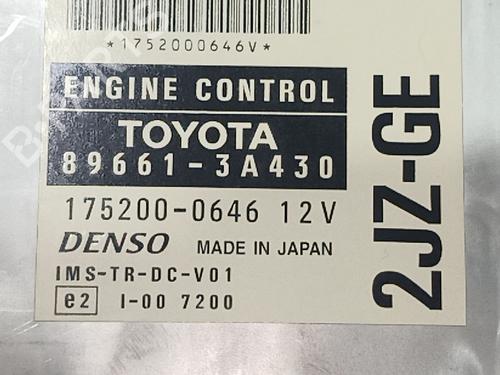 *1752000646V*
ENGINE CONTROL
TOYOTA
89661-3A430
175200-0646 12V
DENSO MADE IN JAPAN
IMS-TR-DC-V01
e2 I-00 7200
2JZ-GE